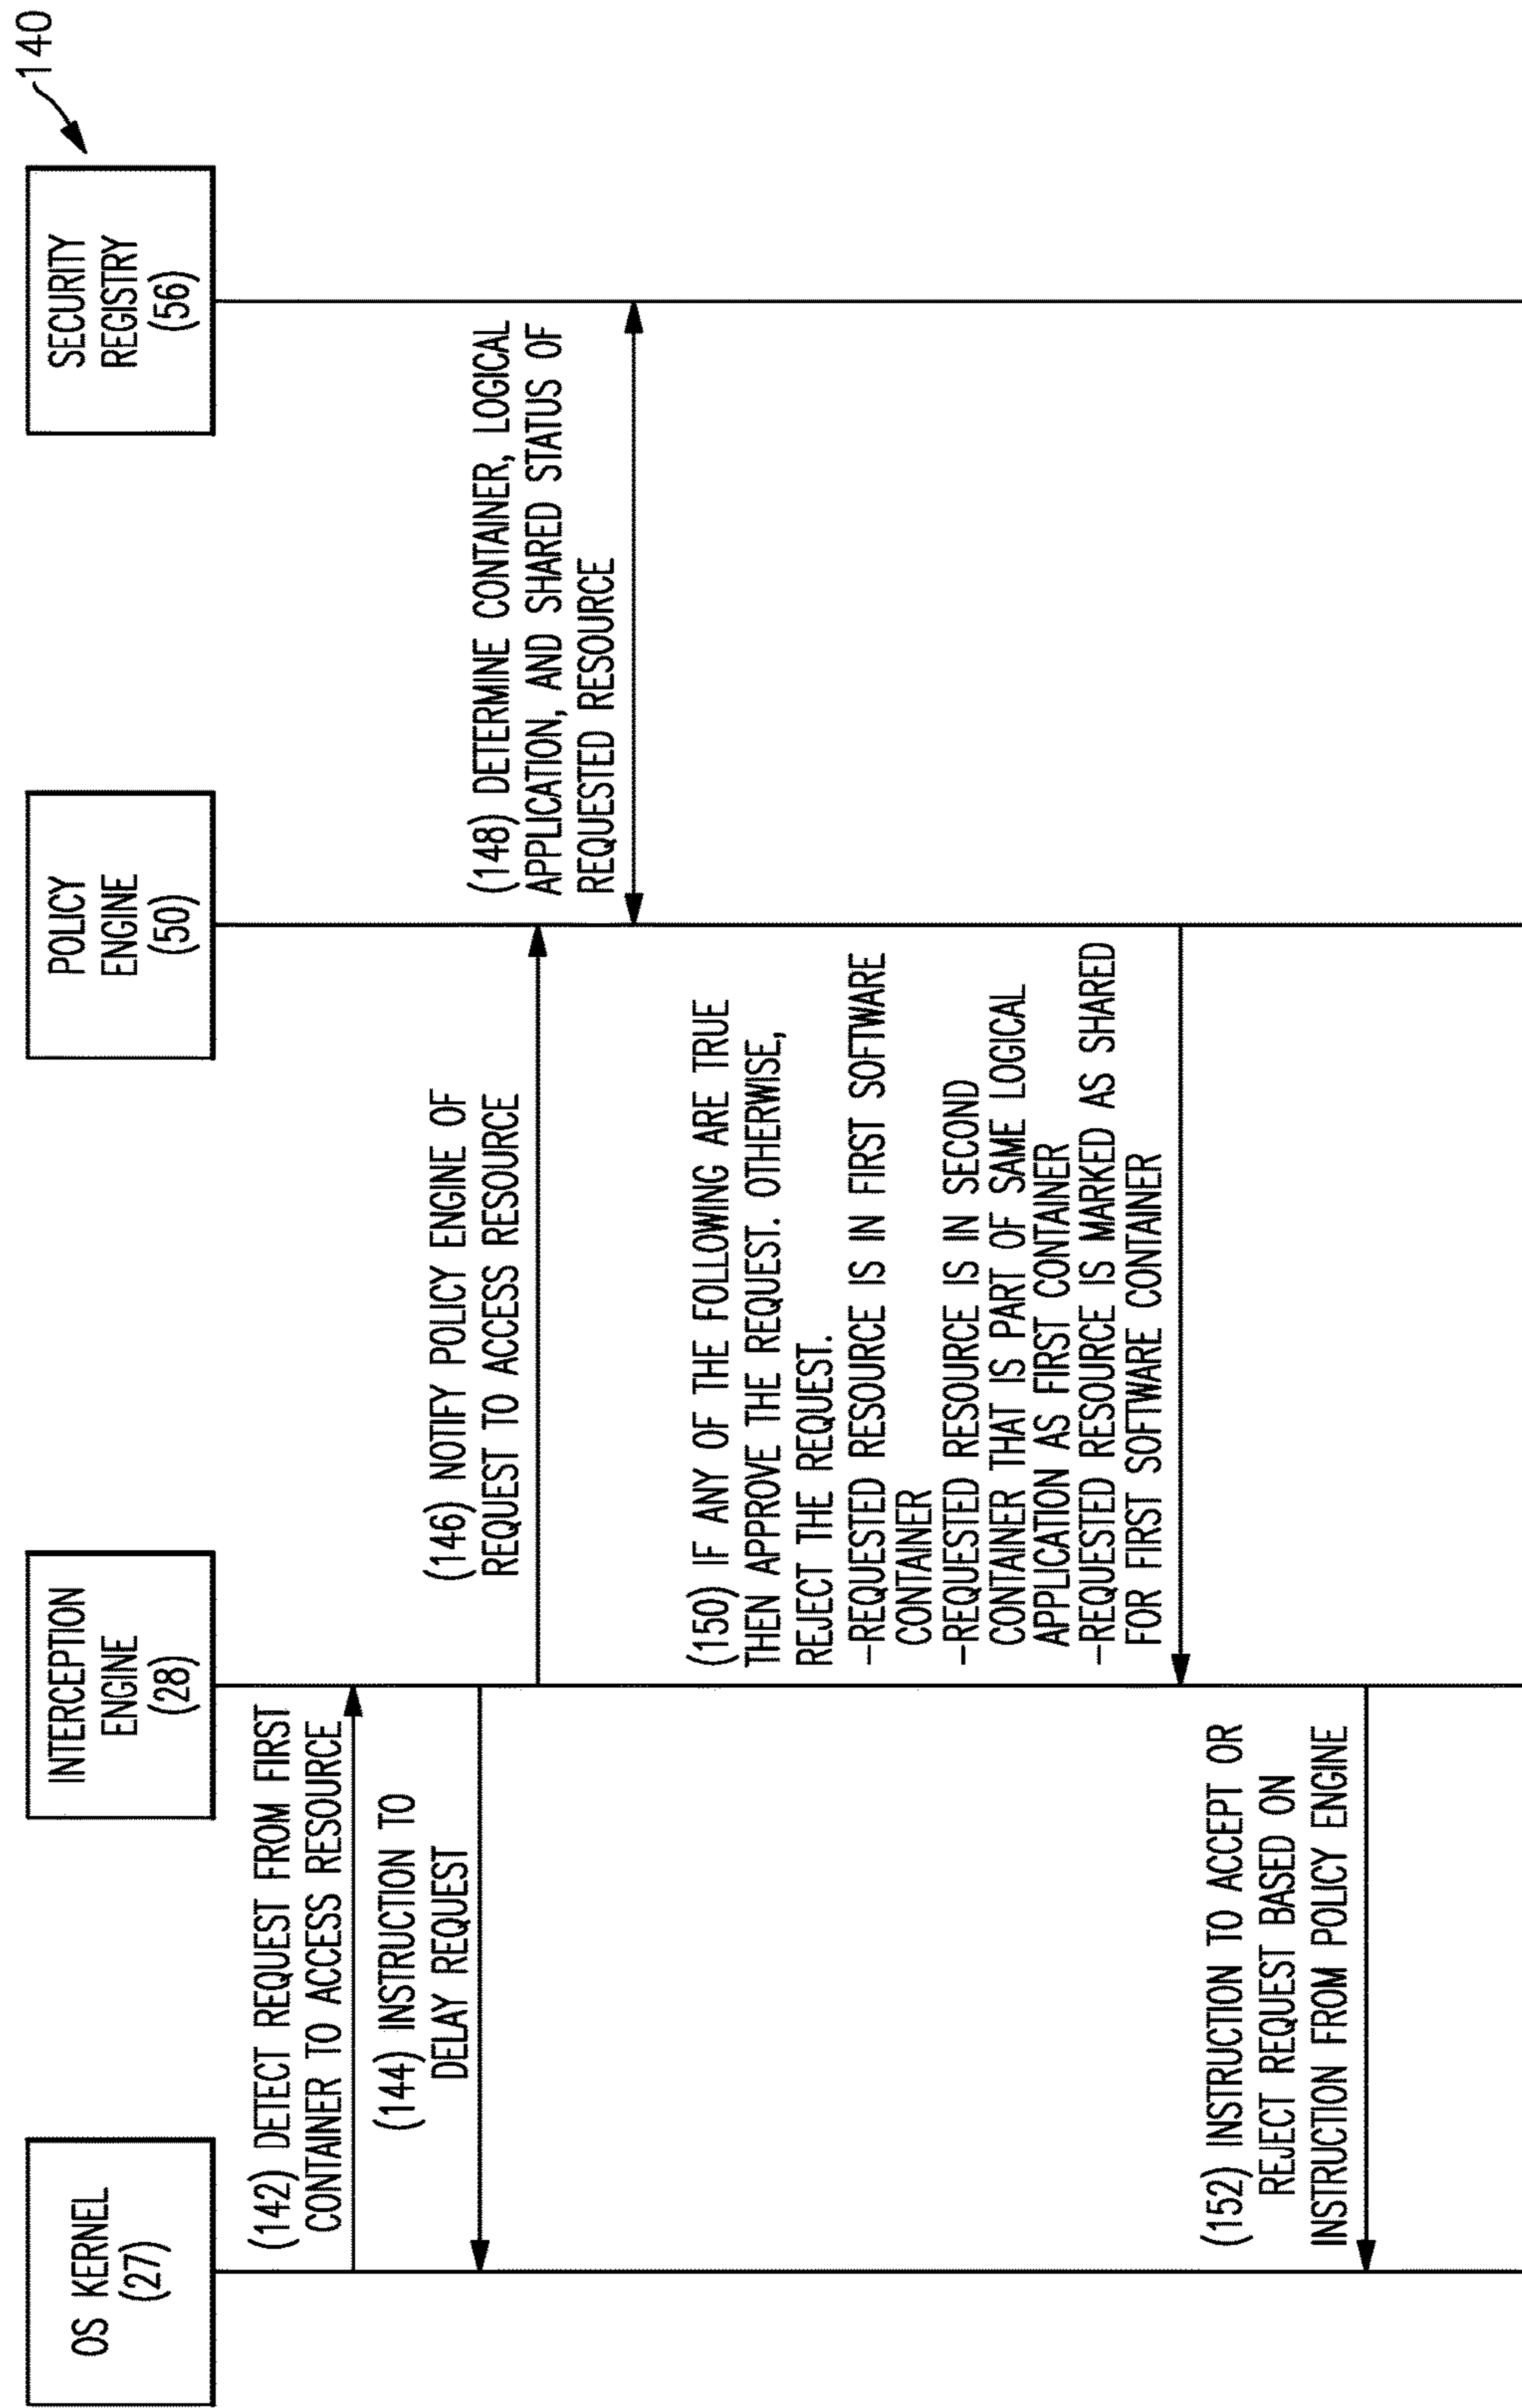 140
OS KERNEL
(27)
INTERCEPTION
ENGINE
(28)
POLICY
ENGINE
(50)
SECURITY
REGISTRY
(56)
(142) DETECT REQUEST FROM FIRST
CONTAINER TO ACCESS RESOURCE
(144) INSTRUCTION TO
DELAY REQUEST
(146) NOTIFY POLICY ENGINE OF
REQUEST TO ACCESS RESOURCE
(148) DETERMINE CONTAINER, LOGICAL
APPLICATION, AND SHARED STATUS OF
REQUESTED RESOURCE
(150) IF ANY OF THE FOLLOWING ARE TRUE
THEN APPROVE THE REQUEST. OTHERWISE,
REJECT THE REQUEST.
-REQUESTED RESOURCE IS IN FIRST SOFTWARE
CONTAINER
-REQUESTED RESOURCE IS IN SECOND
CONTAINER THAT IS PART OF SAME LOGICAL
APPLICATION AS FIRST CONTAINER
-REQUESTED RESOURCE IS MARKED AS SHARED
FOR FIRST SOFTWARE CONTAINER
(152) INSTRUCTION TO ACCEPT OR
REJECT REQUEST BASED ON
INSTRUCTION FROM POLICY ENGINE